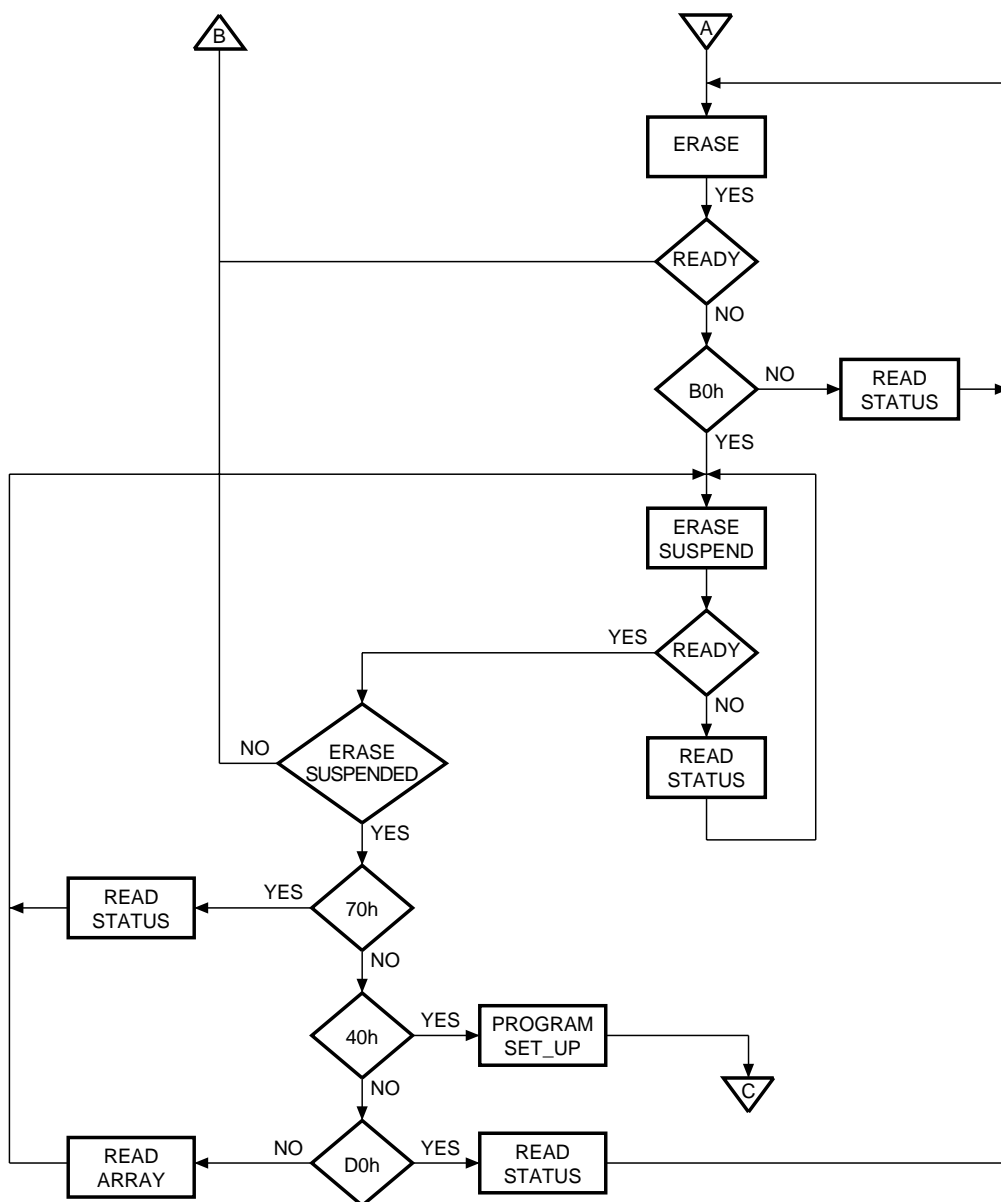 B
A
ERASE
YES
READY
NO
B0h
NO
READ
STATUS
YES
ERASE
SUSPEND
READY
YES
NO
READ
STATUS
NO
ERASE
SUSPENDED
YES
70h
YES
READ
STATUS
NO
40h
YES
PROGRAM
SET_UP
C
NO
D0h
NO
READ
ARRAY
YES
READ
STATUS